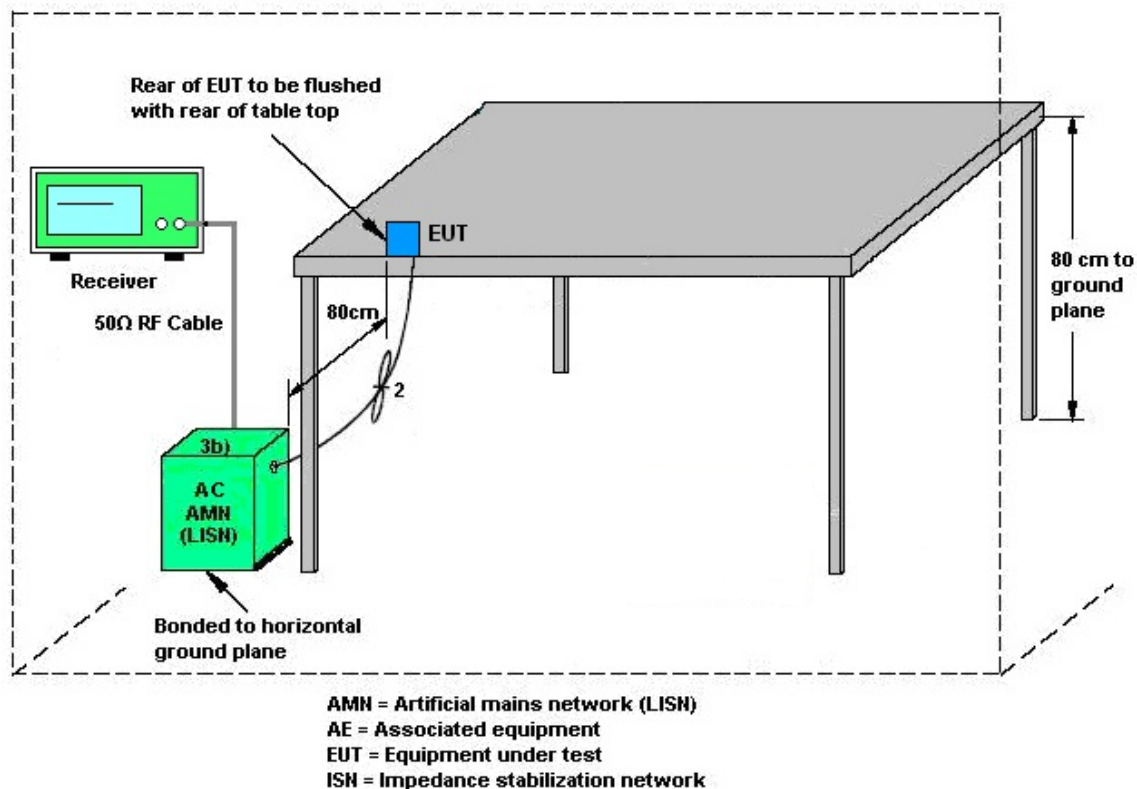 Rear of EUT to be flushed
with rear of table top
EUT
Receiver
80 cm to
ground
plane
50Ω RF Cable
80cm
2
3b)
AC
AMN
(LISN)
Bonded to horizontal
ground plane
AMN = Artificial mains network (LISN)
AE = Associated equipment
EUT = Equipment under test
ISN = Impedance stabilization network